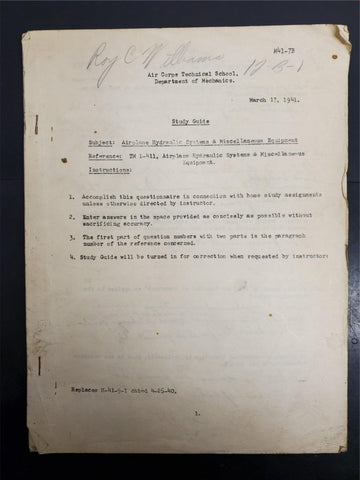 M41-7B
Roy C Williams
12-B-1
Air Corps Technical School,
Department of Mechanics.
March 17, 1941.
Study Guide
Subject: Airplane Hydraulic Systems & Miscellaneous Equipment
Reference: TM 1-411, Airplane Hydraulic Systems & Miscellaneous
Equipment.
Instructions:
1. Accomplish this questionnaire in connection with home study assignments
unless otherwise directed by instructor.
2. Enter answers in the space provided as concisely as possible without
sacrificing accuracy.
3. The first part of question numbers with two parts is the paragraph
number of the reference concerned.
4. Study Guide will be turned in for correction when requested by instructor.
Replaces M-41-9-I dated 4-25-40.
1.